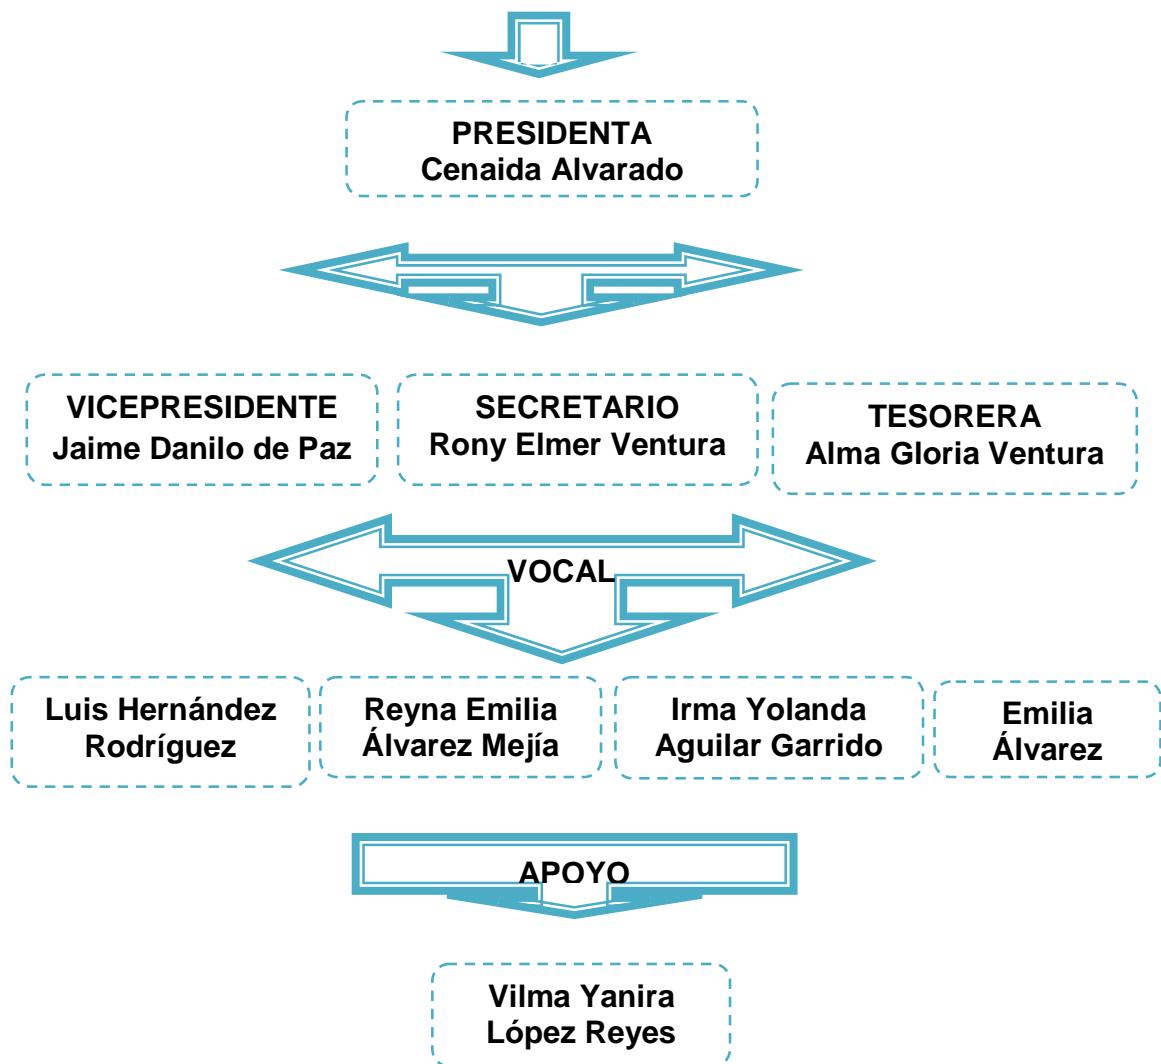 PRESIDENTA
Cenaida Alvarado
VICEPRESIDENTE
Jaime Danilo de Paz
SECRETARIO
Rony Elmer Ventura
TESORERA
Alma Gloria Ventura
VOCAL
Luis Hernández
Rodríguez
Reyna Emilia
Álvarez Mejía
Irma Yolanda
Aguilar Garrido
Emilia
Álvarez
APOYO
Vilma Yanira
López Reyes